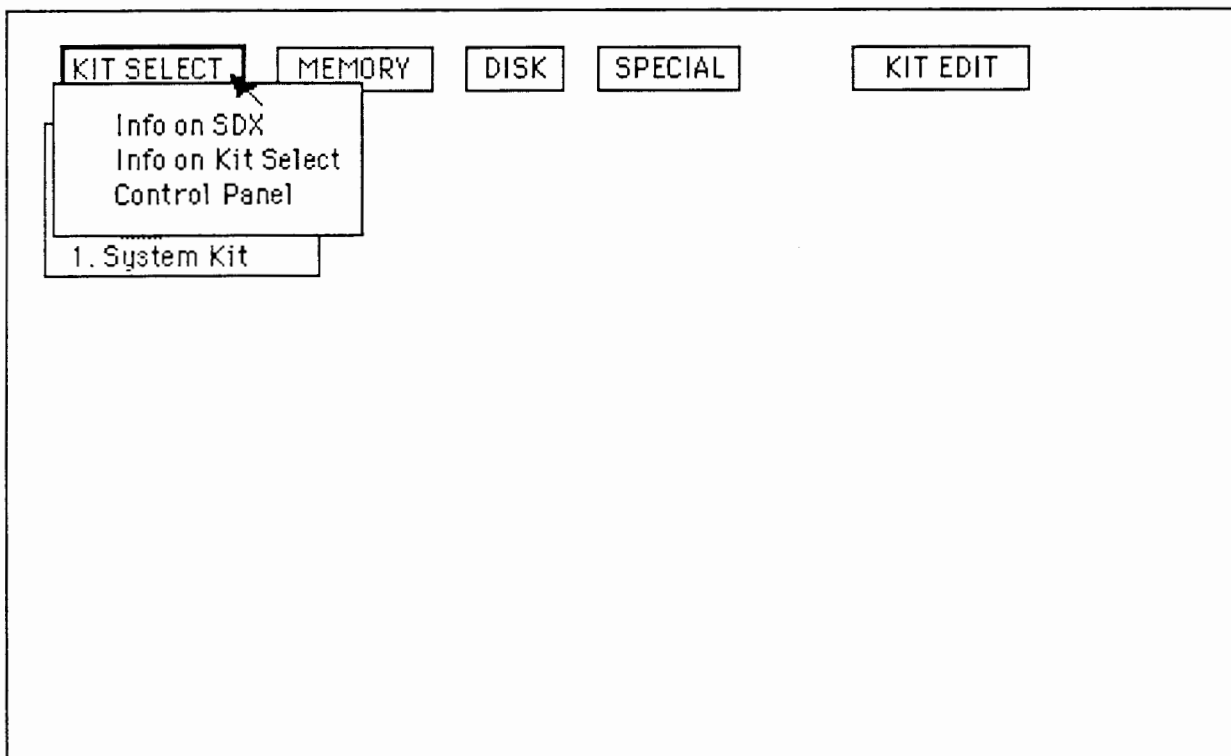 KIT SELECT MEMORY DISK SPECIAL KIT EDIT
Info on SDX
Info on Kit Select
Control Panel
1. System Kit